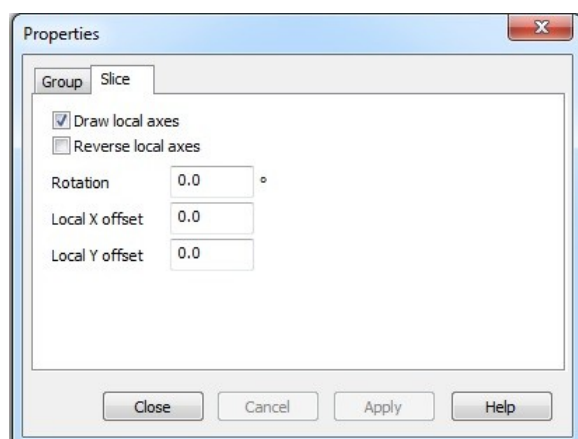 Properties
Group Slice
Draw local axes
Reverse local axes
Rotation 0.0 °
Local X offset 0.0
Local Y offset 0.0
Close Cancel Apply Help